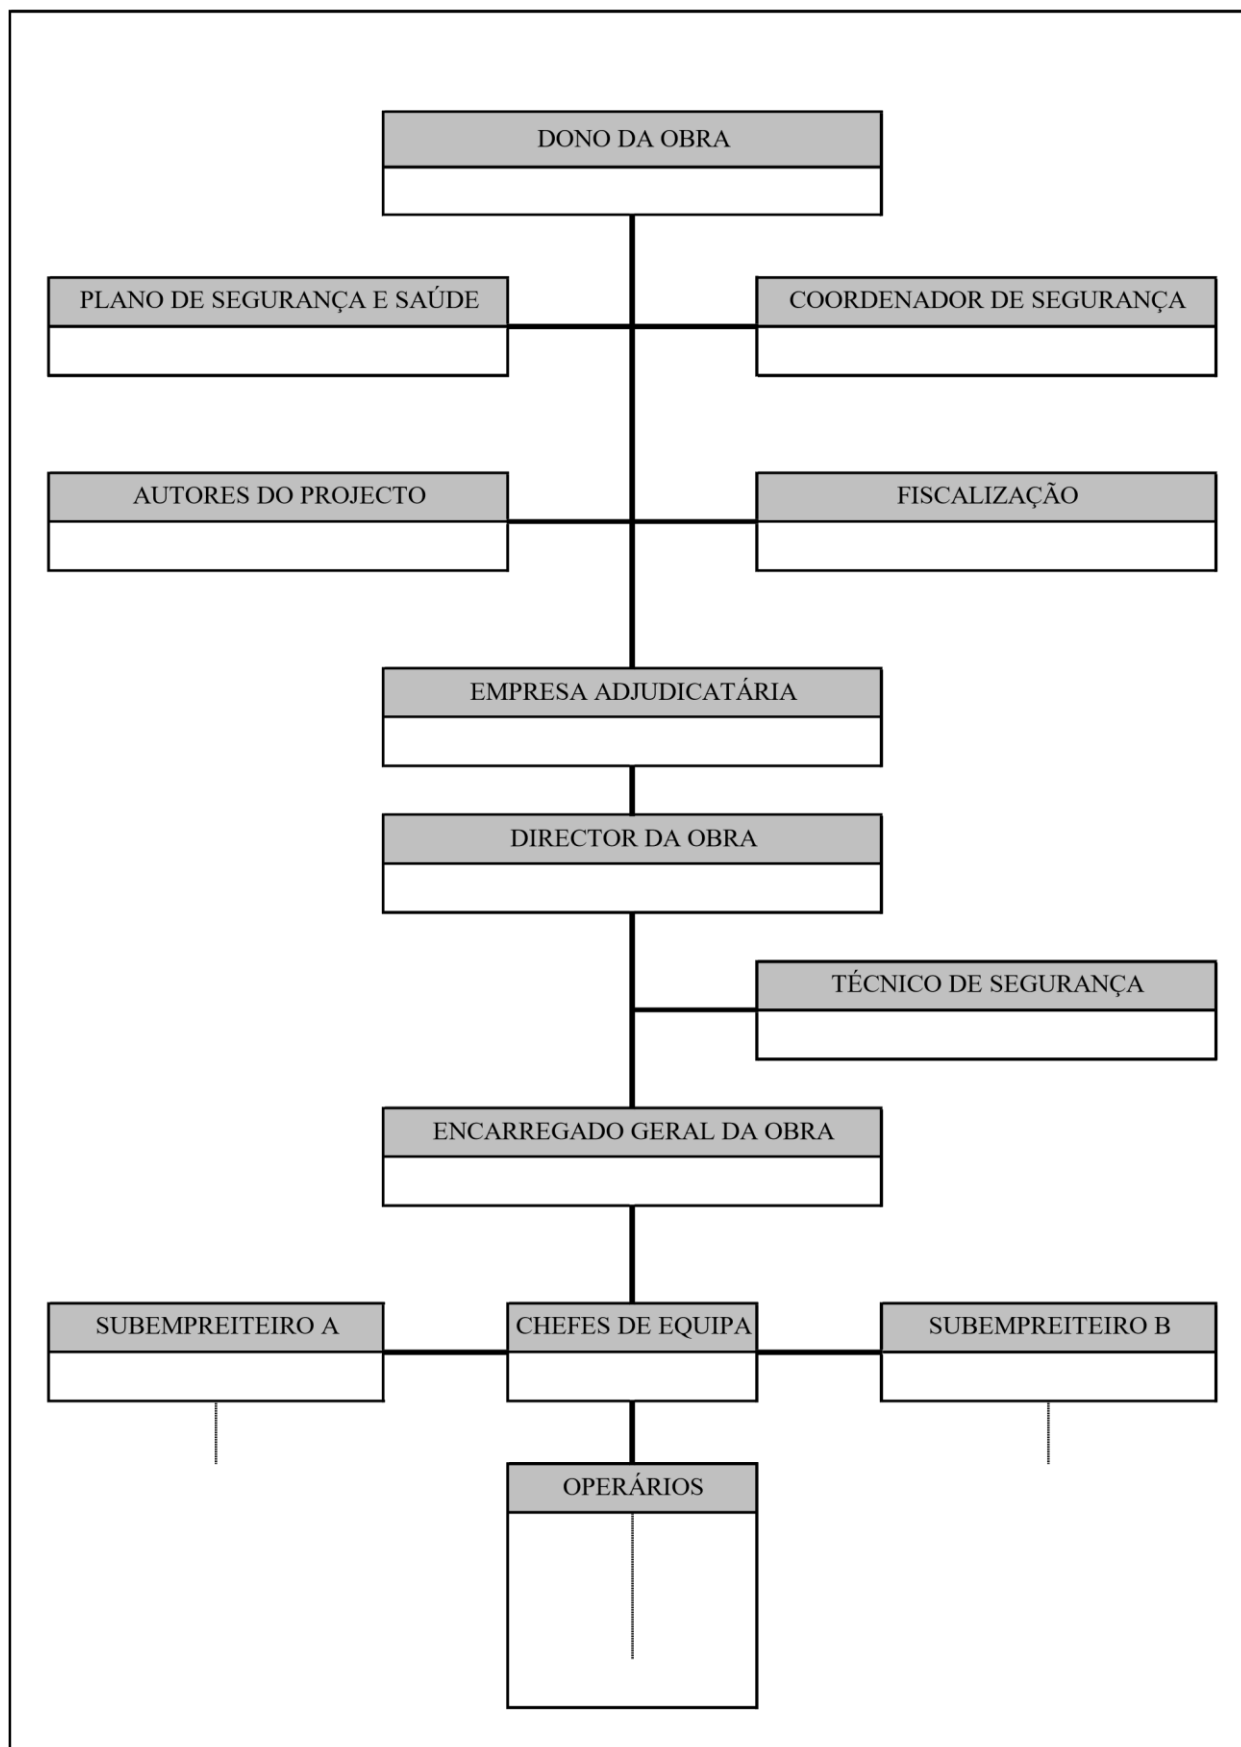 DONO DA OBRA
PLANO DE SEGURANÇA E SAÚDE
COORDENADOR DE SEGURANÇA
AUTORES DO PROJECTO
FISCALIZAÇÃO
EMPRESA ADJUDICATÁRIA
DIRECTOR DA OBRA
TÉCNICO DE SEGURANÇA
ENCARREGADO GERAL DA OBRA
SUBEMPREITEIRO A
CHEFES DE EQUIPA
SUBEMPREITEIRO B
OPERÁRIOS